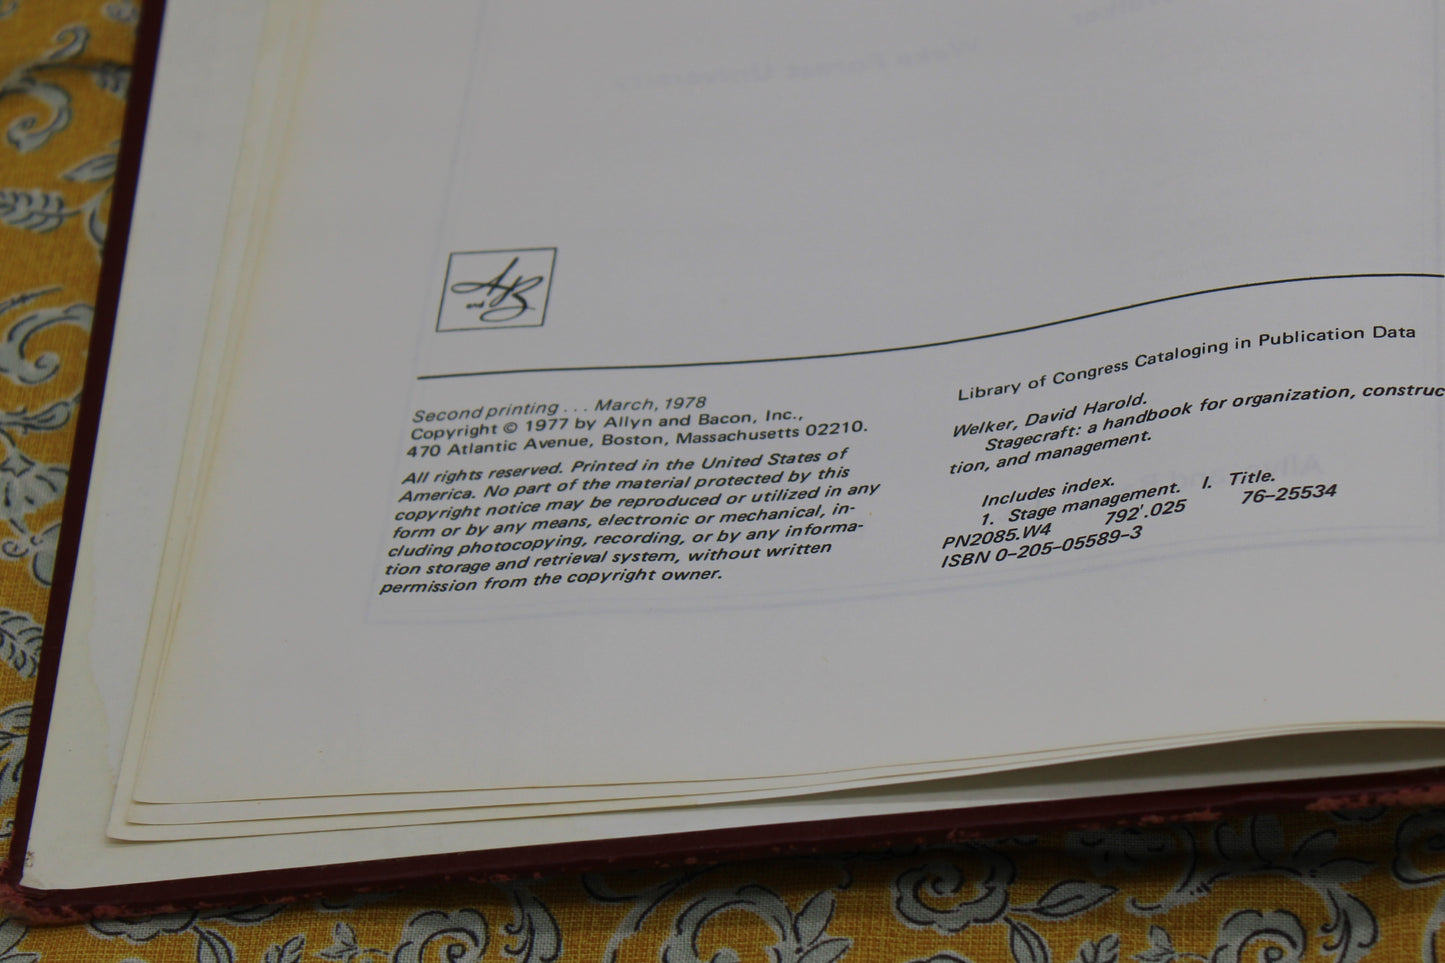 A and B
Second printing . . . March, 1978
Copyright © 1977 by Allyn and Bacon, Inc.,
470 Atlantic Avenue, Boston, Massachusetts 02210.
All rights reserved. Printed in the United States of
America. No part of the material protected by this
copyright notice may be reproduced or utilized in any
form or by any means, electronic or mechanical, in-
cluding photocopying, recording, or by any informa-
tion storage and retrieval system, without written
permission from the copyright owner.
Library of Congress Cataloging in Publication Data
Welker, David Harold.
Stagecraft: a handbook for organization, construc
tion, and management.
Includes index.
1. Stage management. I. Title.
PN2085.W4 792'.025 76–25534
ISBN 0–205–05589–3